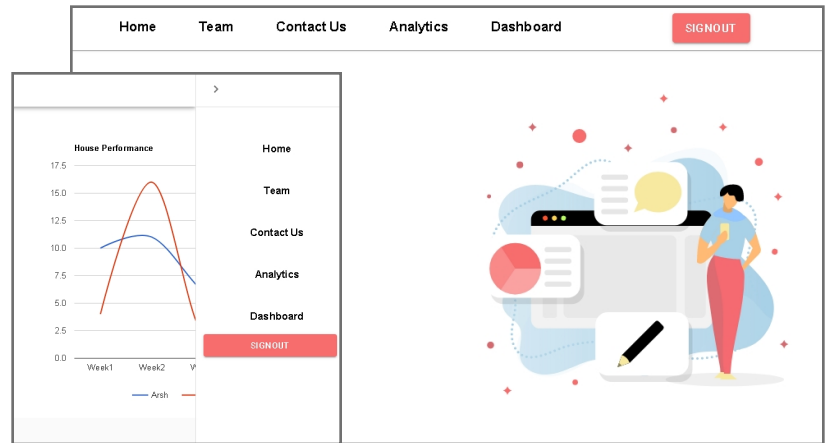 Home Team Contact Us Analytics Dashboard SIGNOUT
>
House Performance
17.5
15.0
12.5
10.0
7.5
5.0
2.5
0.0
Week1 Week2 W
Arsh
Home
Team
Contact Us
Analytics
Dashboard
SIGNOUT